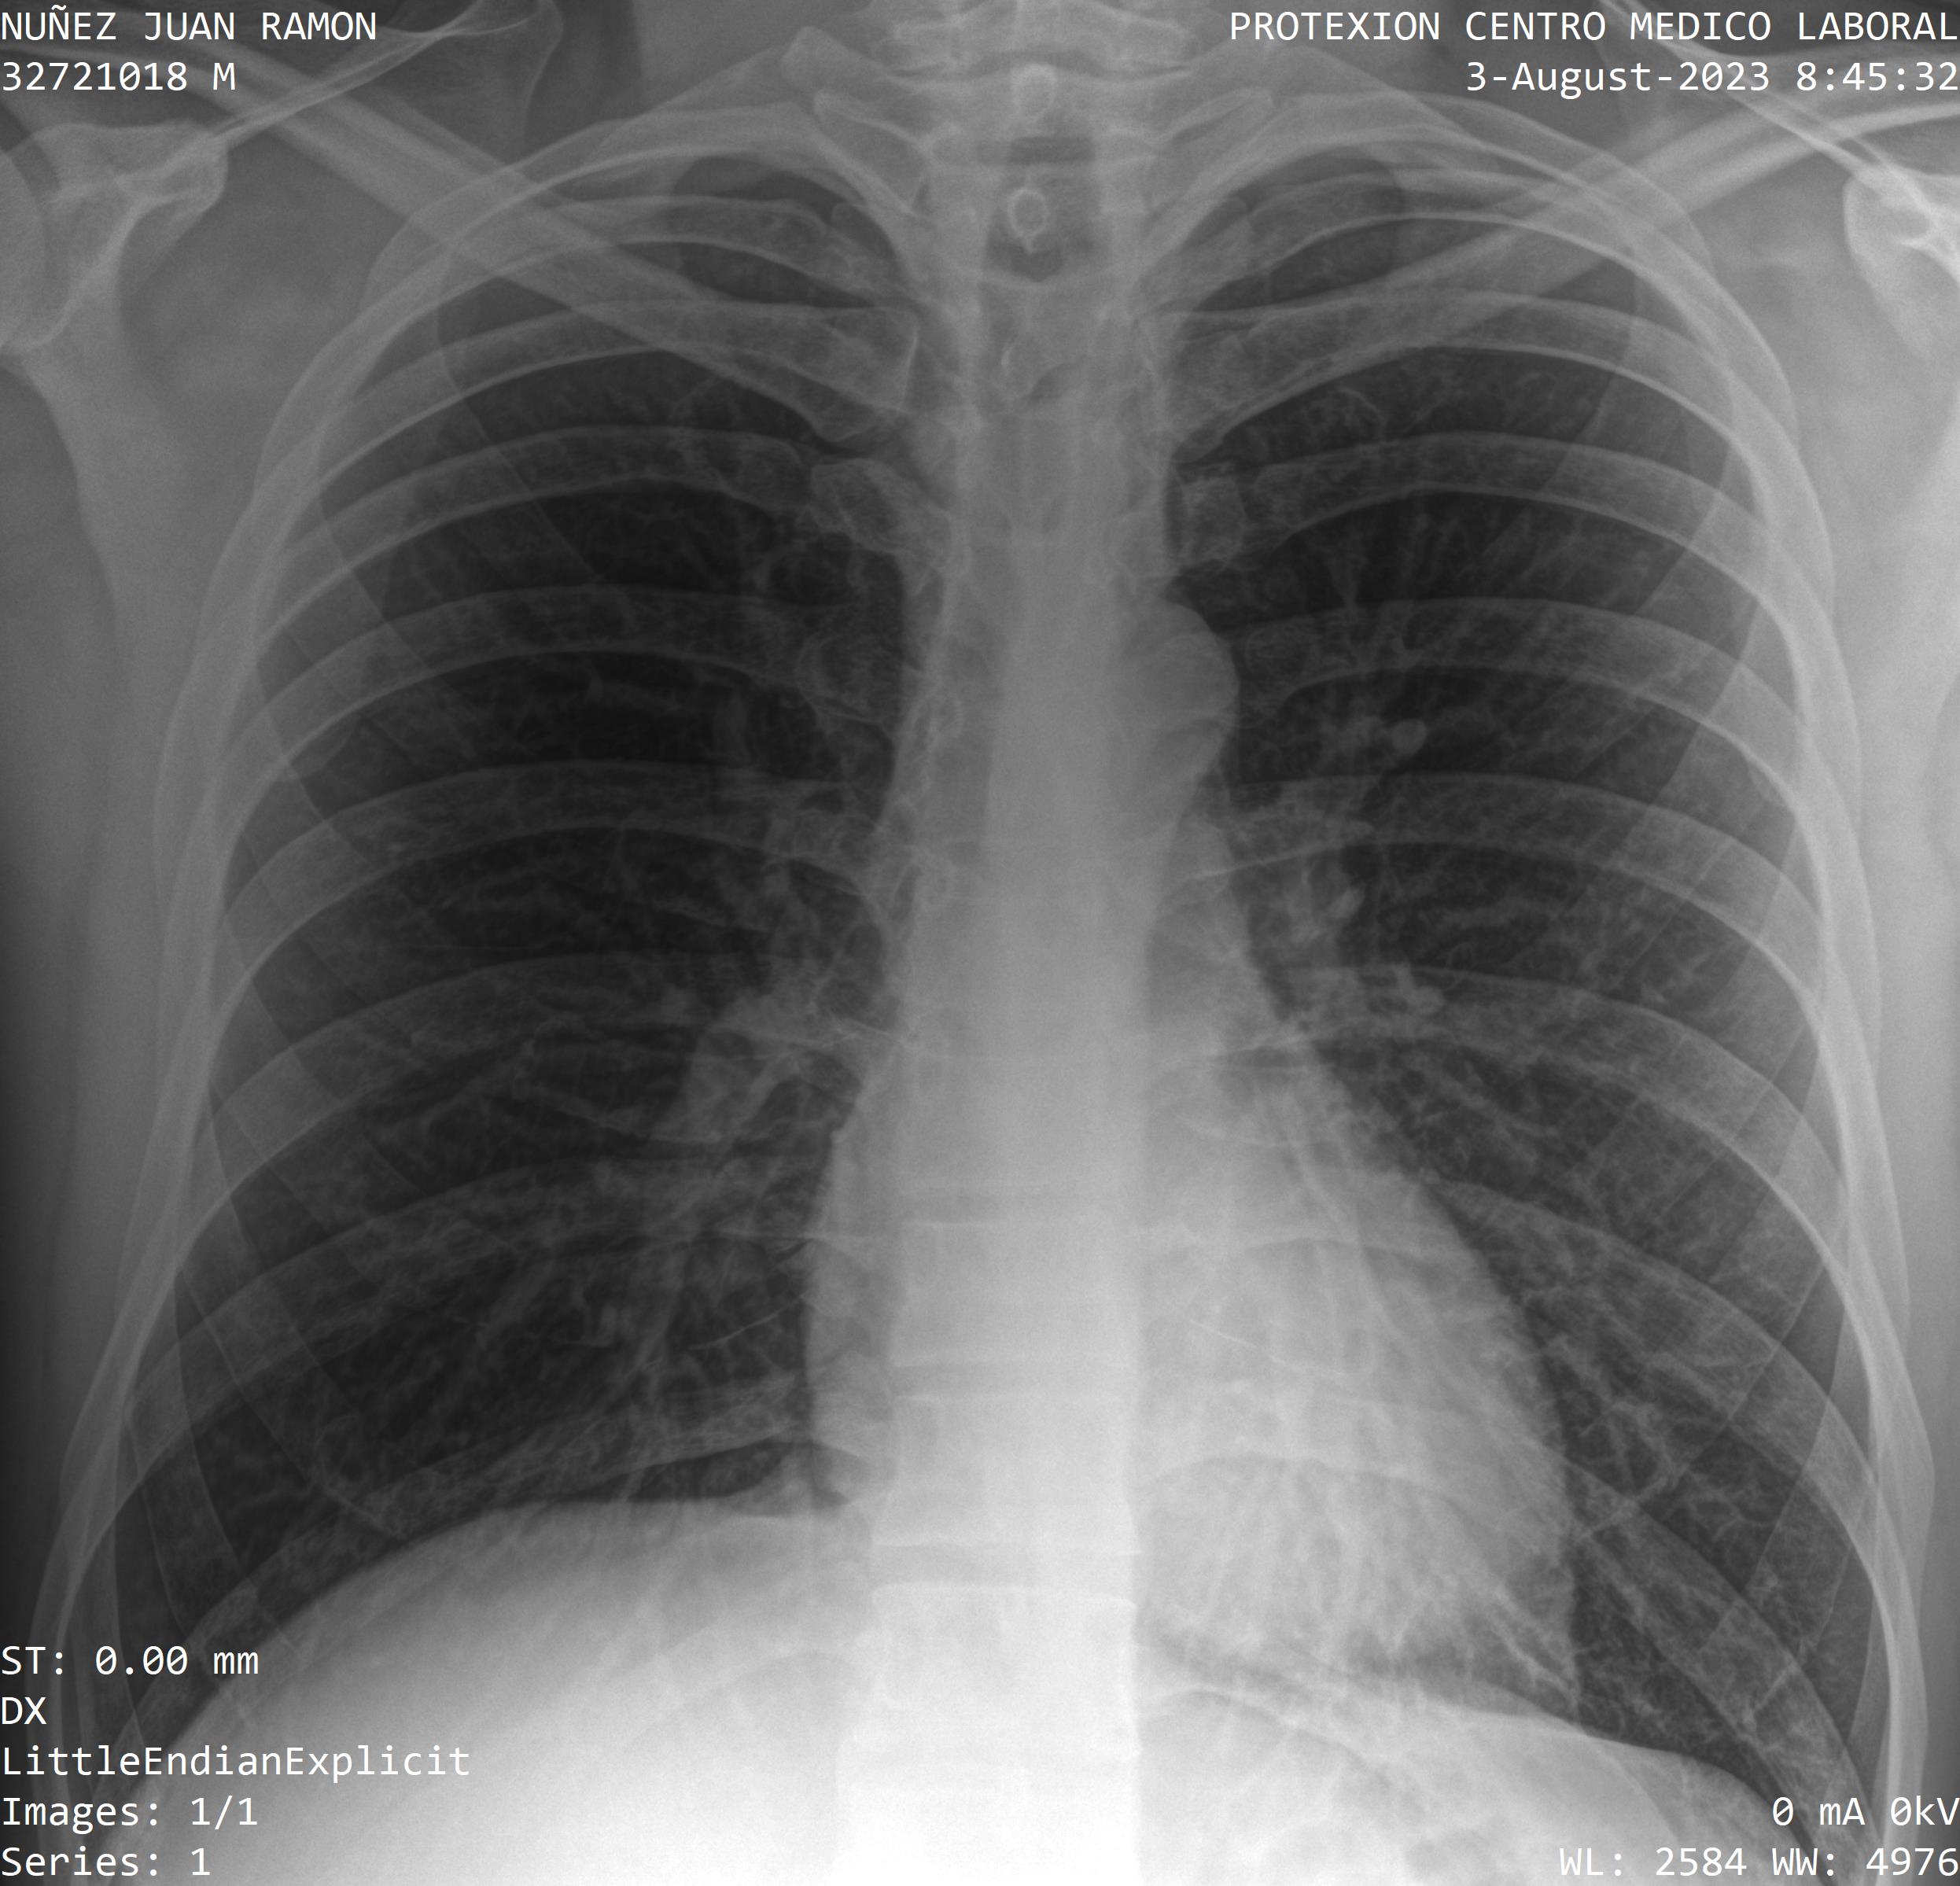 NUÑEZ JUAN RAMON
32721018 M
PROTEXION CENTRO MEDICO LABORAL
3-August-2023 8:45:32
ST: 0.00 mm
DX
LittleEndianExplicit
Images: 1/1
Series: 1
0 mA 0kV
WL: 2584 WW: 4976